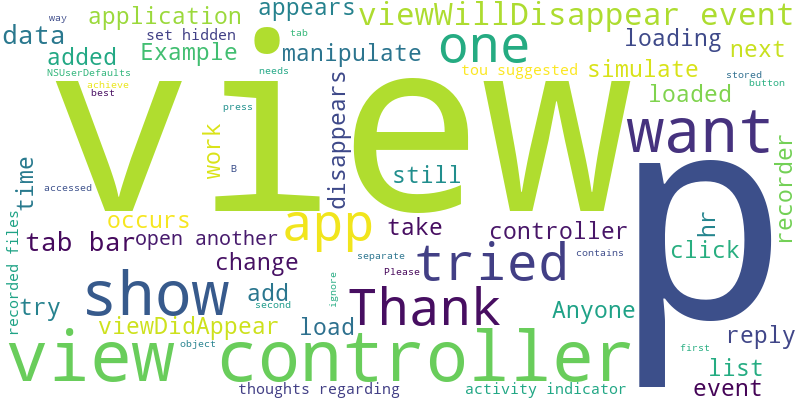 appears
viewWillDisappear event
application
way
data
set hidden
tab
one
loading
added
Example
manipulate
next
NSUserDefaults
needs
tou suggested
simulate
stored
achieve
best
button
view
loaded
press
want
disappears
work
recorder
time
B
still
p
accessed
occurs
app
take
controller
hr
recorded files
tab bar
open another
click
change
tried
separate
contains
Please
show
add
second
ignore
Thank
Anyone
try
viewDidAppear
load
reply
view controller
object
first
list
thoughts regarding
activity indicator
event